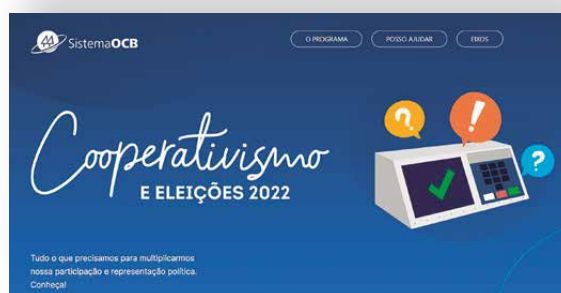 SistemaOCB
O PROGRAMA
POSSO AJUDAR
EIXOS
Cooperativismo
E ELEIÇÕES 2022
Tudo o que precisamos para multiplicarmos
nossa participação e representação política.
Conheça!